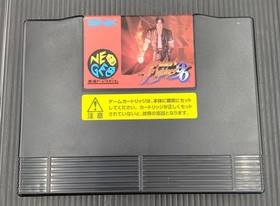 SNK
NEO
GEO
'96
注意
ゲームカートリッジは、本体に確実にセット
してください。カートリッジが正しくセット
されていないと、故障の原因となります。